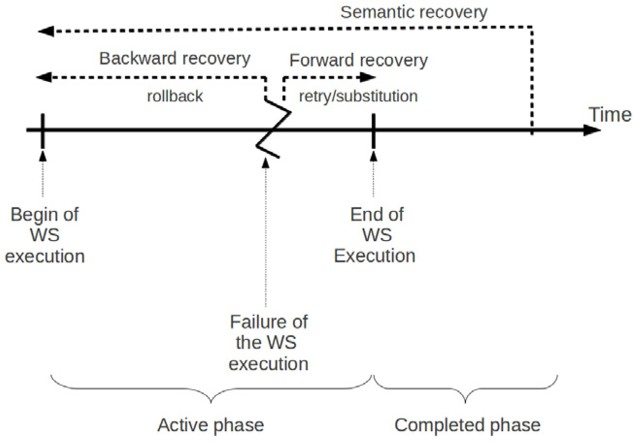 Semantic recovery
Backward recovery
Forward recovery
rollback
retry/substitution
Time
Begin of
WS
execution
End of
WS
Execution
Failure of
the WS
execution
Active phase
Completed phase